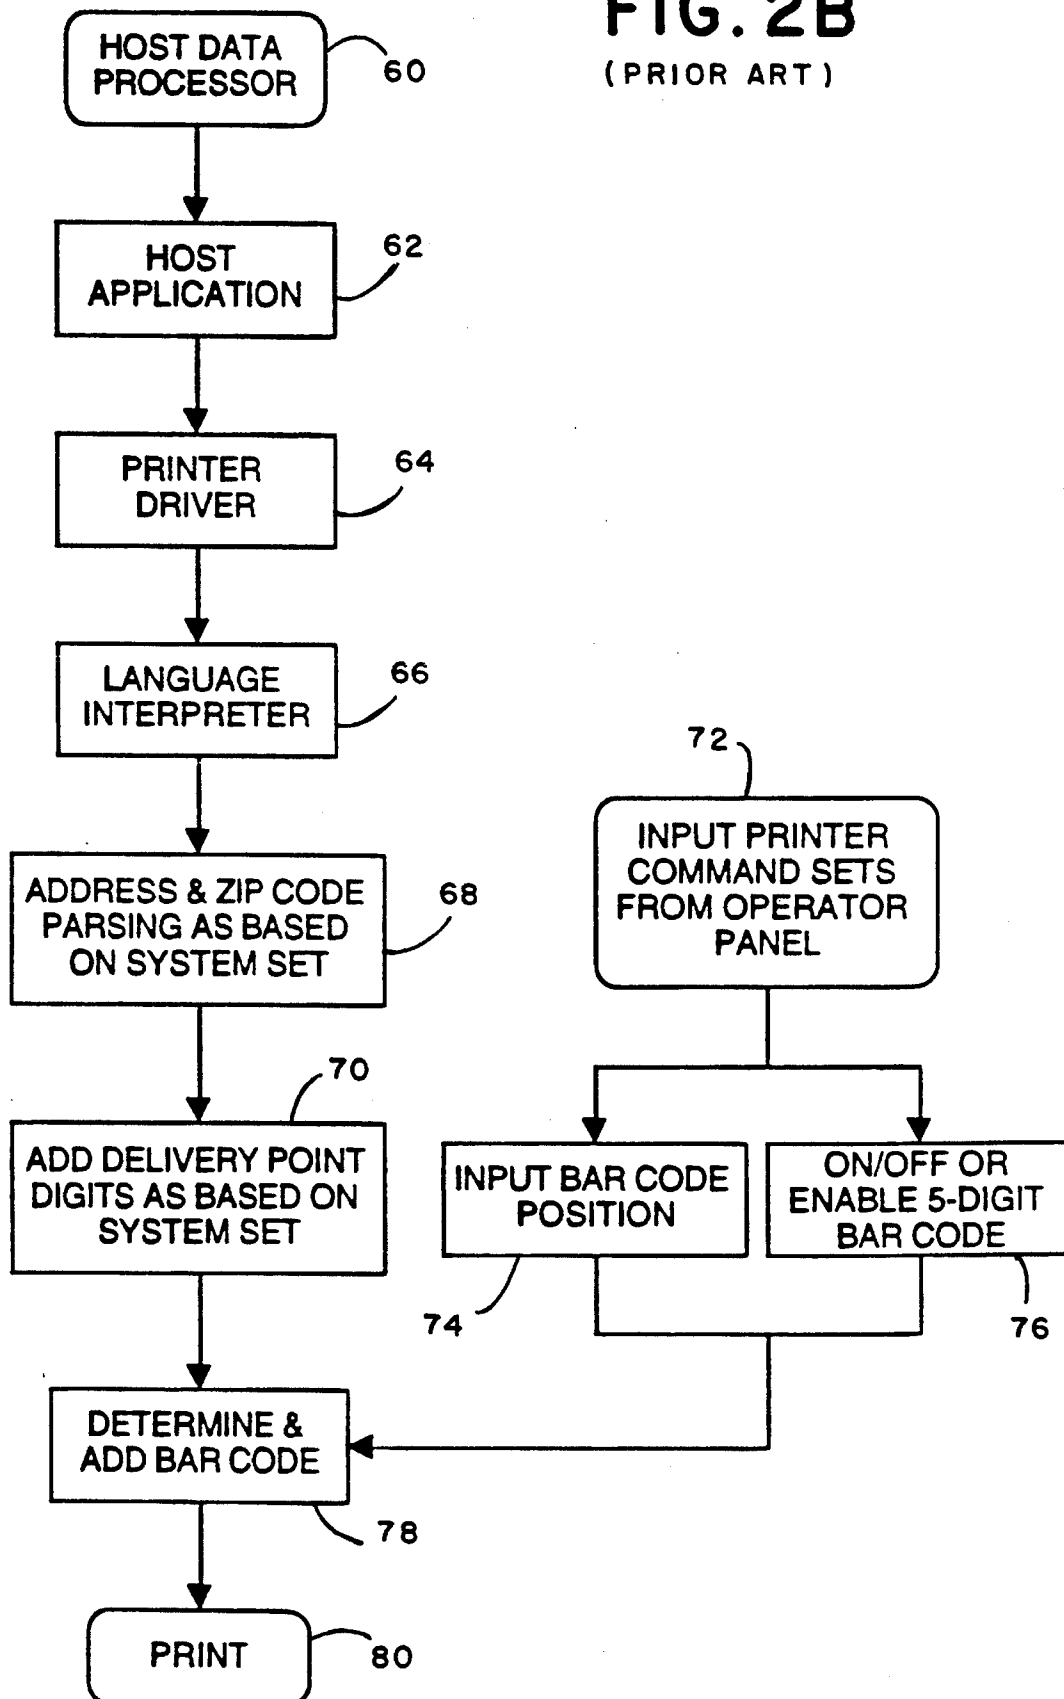 FIG. 2B
(PRIOR ART)
HOST DATA
PROCESSOR
60
HOST
APPLICATION
62
PRINTER
DRIVER
64
LANGUAGE
INTERPRETER
66
ADDRESS & ZIP CODE
PARSING AS BASED
ON SYSTEM SET
68
ADD DELIVERY POINT
DIGITS AS BASED ON
SYSTEM SET
70
72
INPUT PRINTER
COMMAND SETS
FROM OPERATOR
PANEL
INPUT BAR CODE
POSITION
74
ON/OFF OR
ENABLE 5-DIGIT
BAR CODE
76
DETERMINE &
ADD BAR CODE
78
PRINT
80